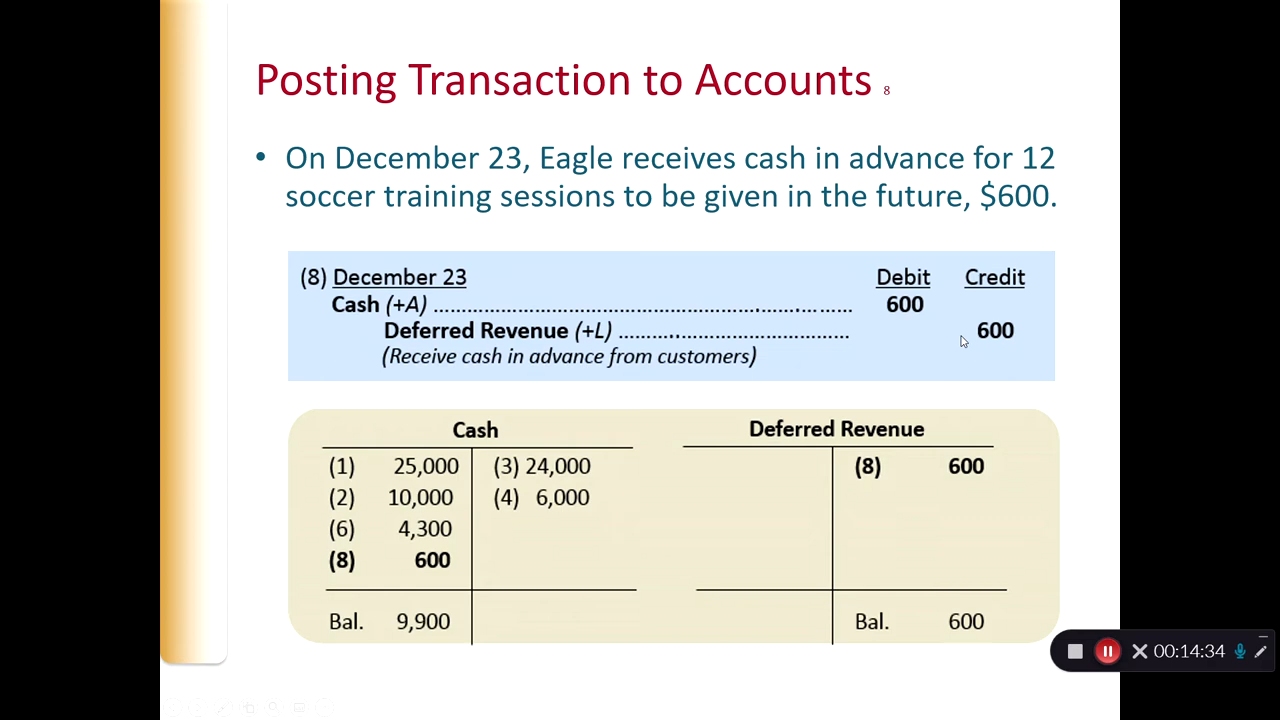 Posting Transaction to Accounts 8
• On December 23, Eagle receives cash in advance for 12
soccer training sessions to be given in the future, $600.
(8) December 23 Debit Credit
Cash (+A) ............................................................ 600
Deferred Revenue (+L) ........................................ 600
(Receive cash in advance from customers)
Cash
(1) 25,000 (3) 24,000
(2) 10,000 (4) 6,000
(6) 4,300
(8) 600
Bal. 9,900
Deferred Revenue
(8) 600
Bal. 600
00:14:34